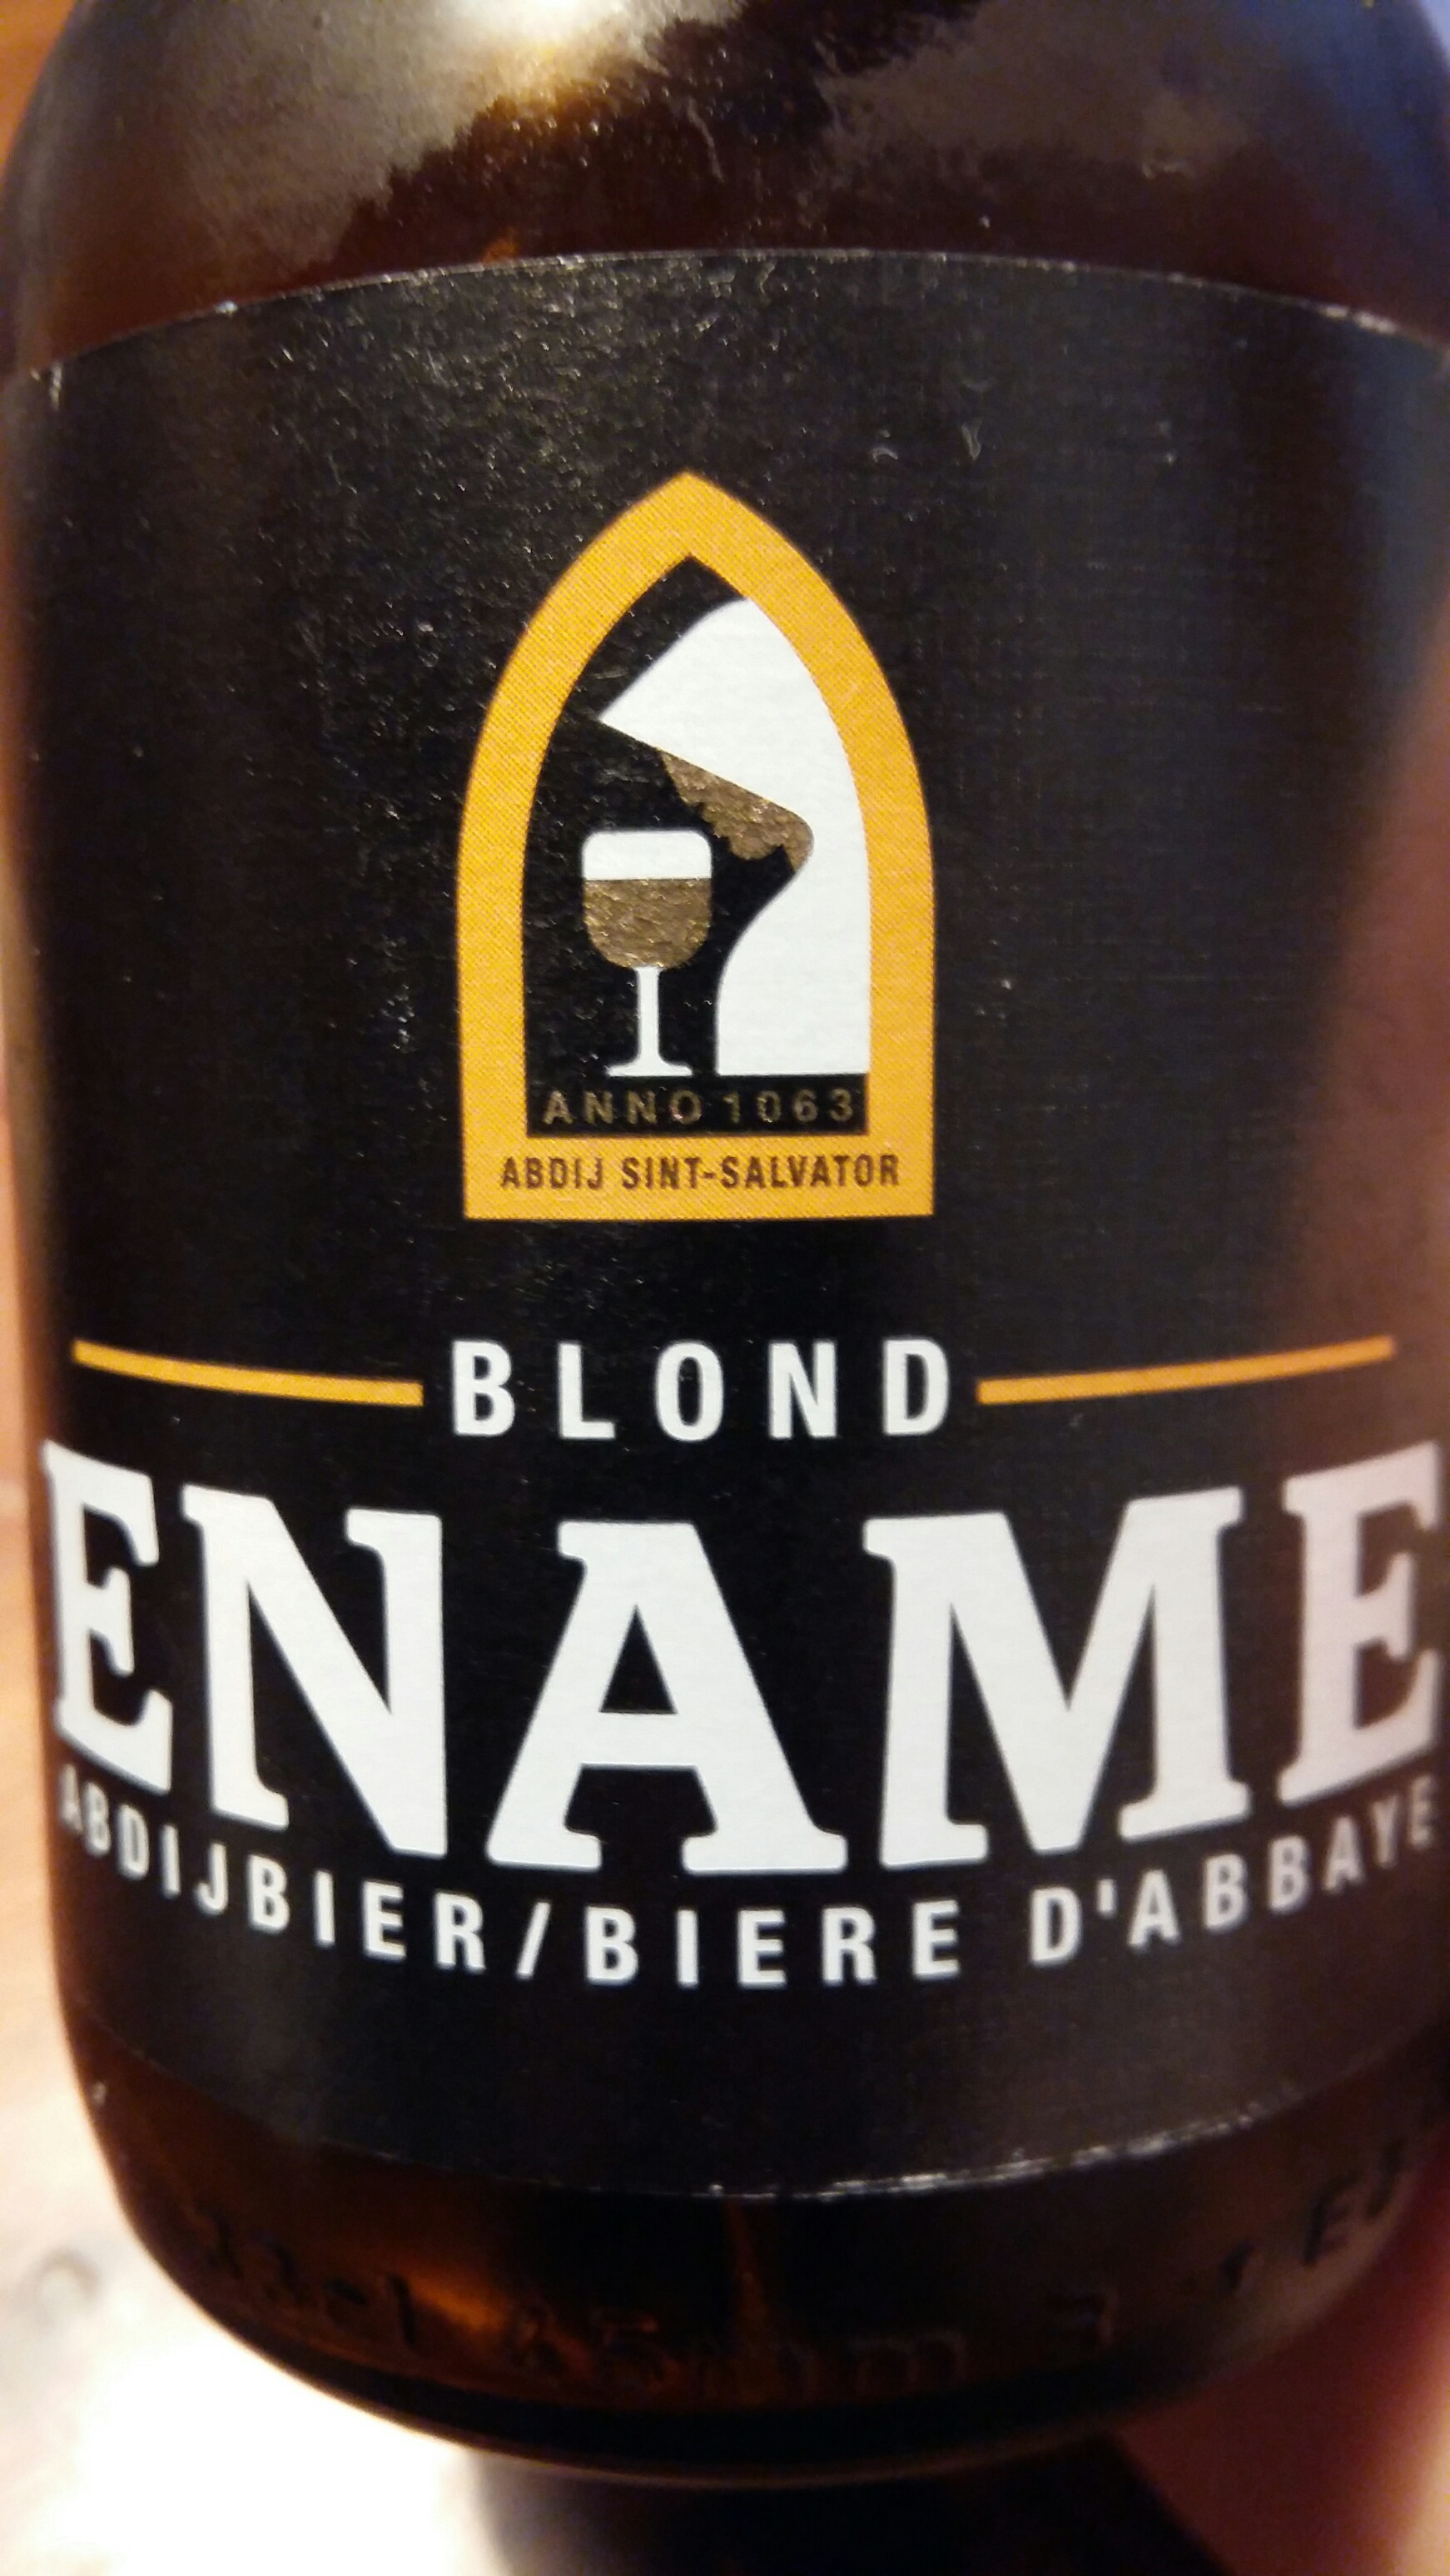 ANNO 1063
ABDIJ SINT-SALVATOR
BLOND
ENAME
ABDIJBIER/BIERE D'ABBAYE